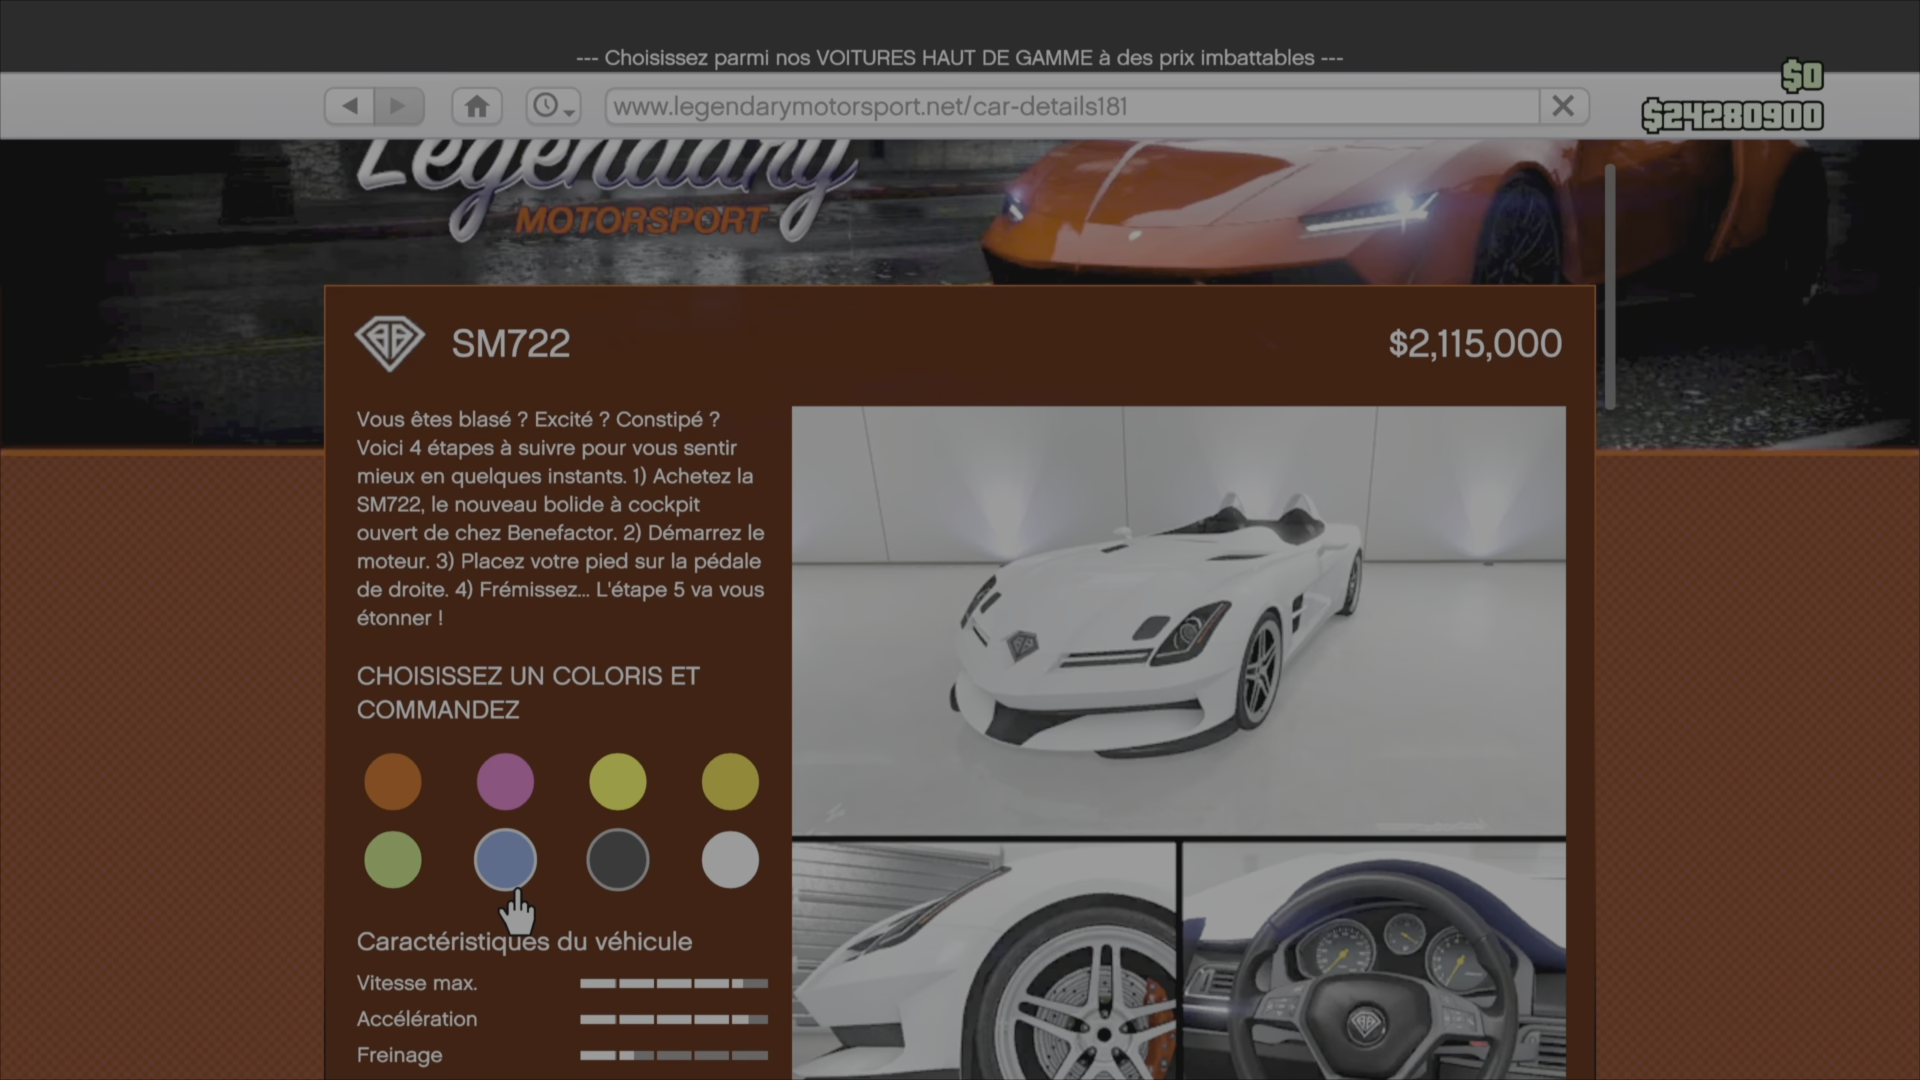 --- Choisissez parmi nos VOITURES HAUT DE GAMME à des prix imbattables ---
$0
www.legendarymotorsport.net/car-details181
$24280900
Legendary
MOTORSPORT
SM722
$2,115,000
Vous êtes blasé ? Excité ? Constipé ?
Voici 4 étapes à suivre pour vous sentir
mieux en quelques instants. 1) Achetez la
SM722, le nouveau bolide à cockpit
ouvert de chez Benefactor. 2) Démarrez le
moteur. 3) Placez votre pied sur la pédale
de droite. 4) Frémissez... L'étape 5 va vous
étonner !
CHOISISSEZ UN COLORIS ET
COMMANDEZ
Caractéristiques du véhicule
Vitesse max.
Accélération
Freinage